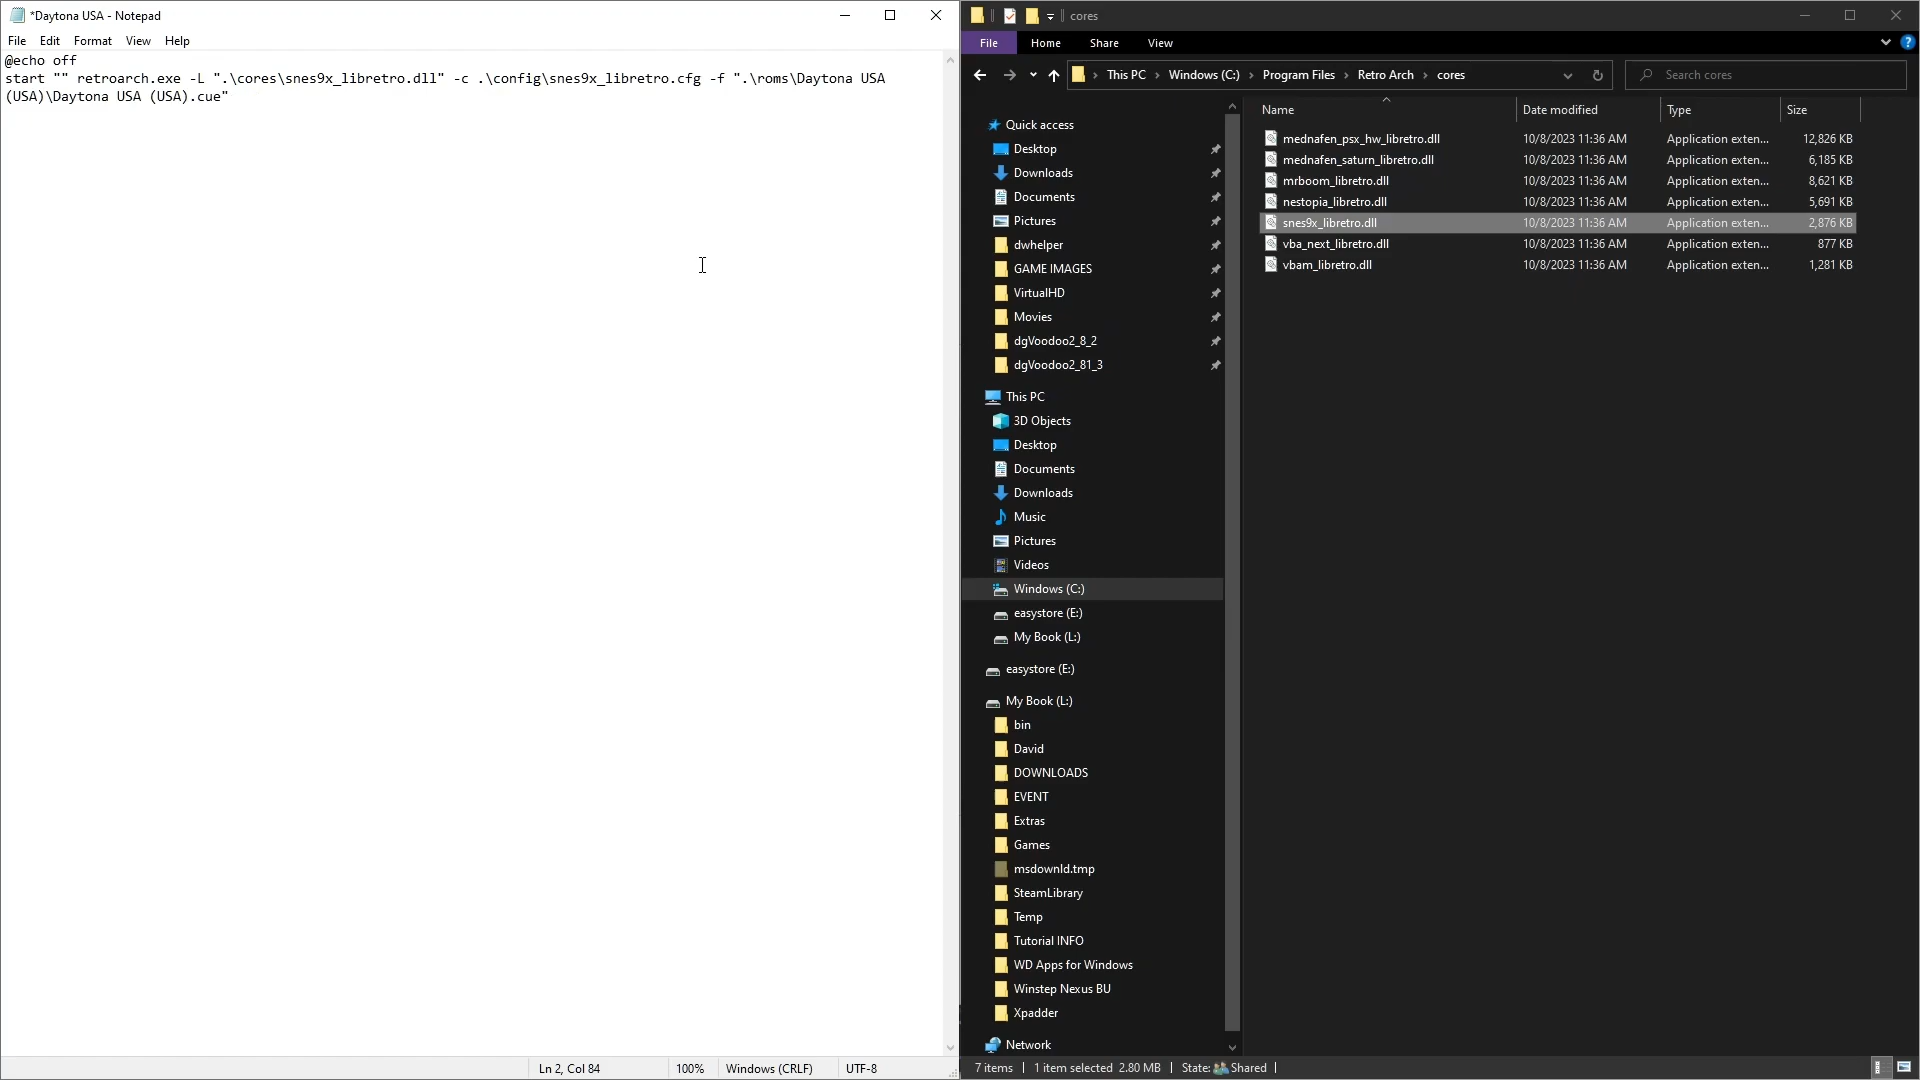 *Daytona USA - Notepad
File Edit Format View Help
@echo off
start "" retroarch.exe -L ".\cores\snes9x_libretro.dll" -c .\config\snes9x_libretro.cfg -f ".\roms\Daytona USA
(USA)\Daytona USA (USA).cue"
Ln 2, Col 84 100% Windows (CRLF) UTF-8
cores
File Home Share View
This PC Windows (C:) Program Files Retro Arch cores
Search cores
Quick access
Desktop
Downloads
Documents
Pictures
dwhelper
GAME IMAGES
VirtualHD
Movies
dgVoodoo2_8_2
dgVoodoo2_81_3
This PC
3D Objects
Desktop
Documents
Downloads
Music
Pictures
Videos
Windows (C:)
easystore (E:)
My Book (L:)
easystore (E:)
My Book (L:)
bin
David
DOWNLOADS
EVENT
Extras
Games
msdownld.tmp
SteamLibrary
Temp
Tutorial INFO
WD Apps for Windows
Winstep Nexus BU
Xpadder
Network
Name Date modified Type Size
mednafen_psx_hw_libretro.dll 10/8/2023 11:36 AM Application exten... 12,826 KB
mednafen_saturn_libretro.dll 10/8/2023 11:36 AM Application exten... 6,185 KB
mrboom_libretro.dll 10/8/2023 11:36 AM Application exten... 8,621 KB
nestopia_libretro.dll 10/8/2023 11:36 AM Application exten... 5,691 KB
snes9x_libretro.dll 10/8/2023 11:36 AM Application exten... 2,876 KB
vba_next_libretro.dll 10/8/2023 11:36 AM Application exten... 877 KB
vbam_libretro.dll 10/8/2023 11:36 AM Application exten... 1,281 KB
7 items 1 item selected 2.80 MB State: Shared